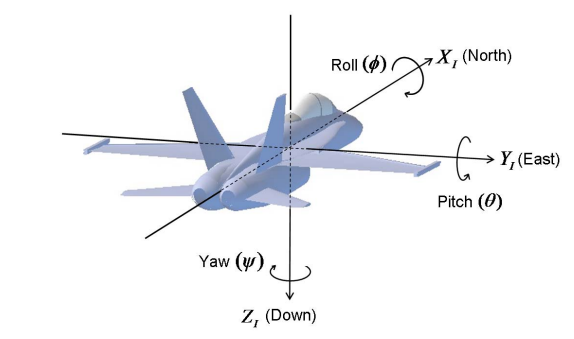 Roll (ϕ)
X_I (North)
Y_I (East)
Pitch (θ)
Yaw (ψ)
Z_I (Down)